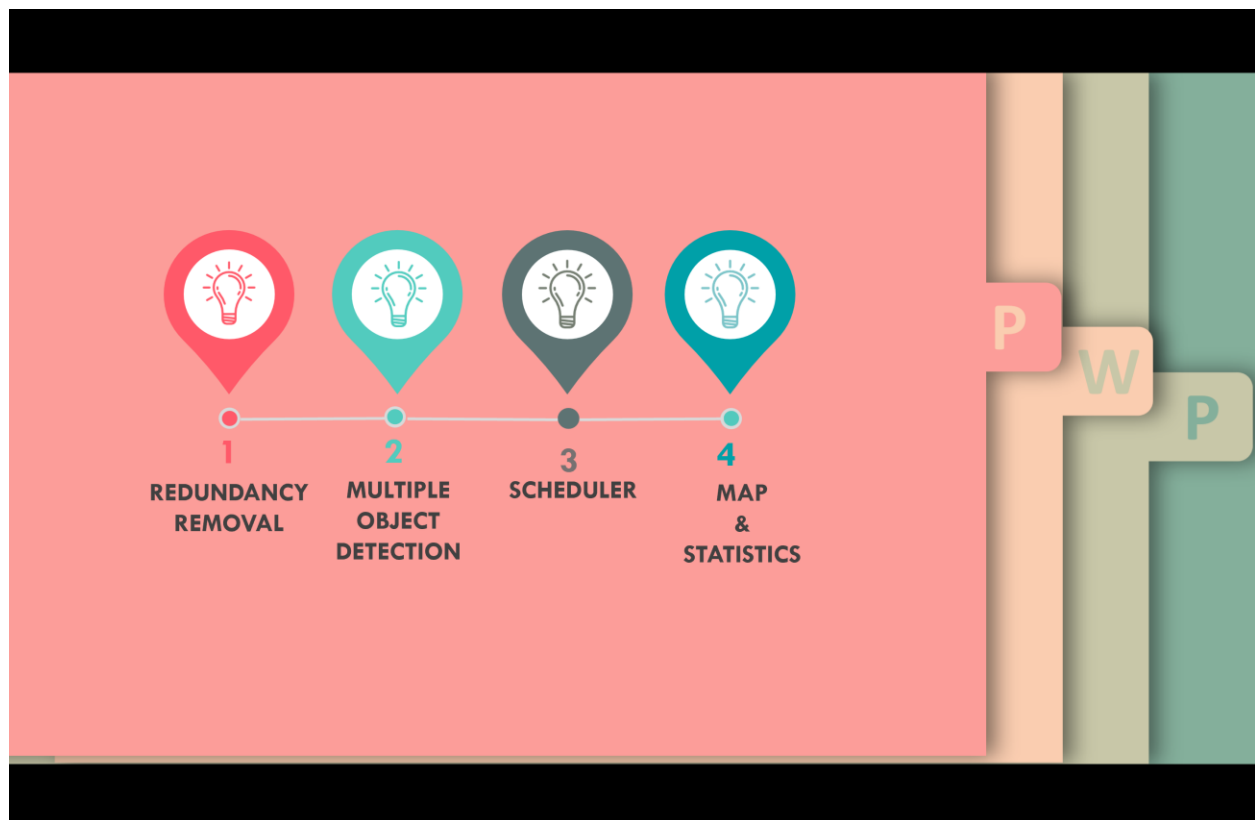 1
REDUNDANCY
REMOVAL
2
MULTIPLE
OBJECT
DETECTION
3
SCHEDULER
4
MAP
&
STATISTICS
P
W
P